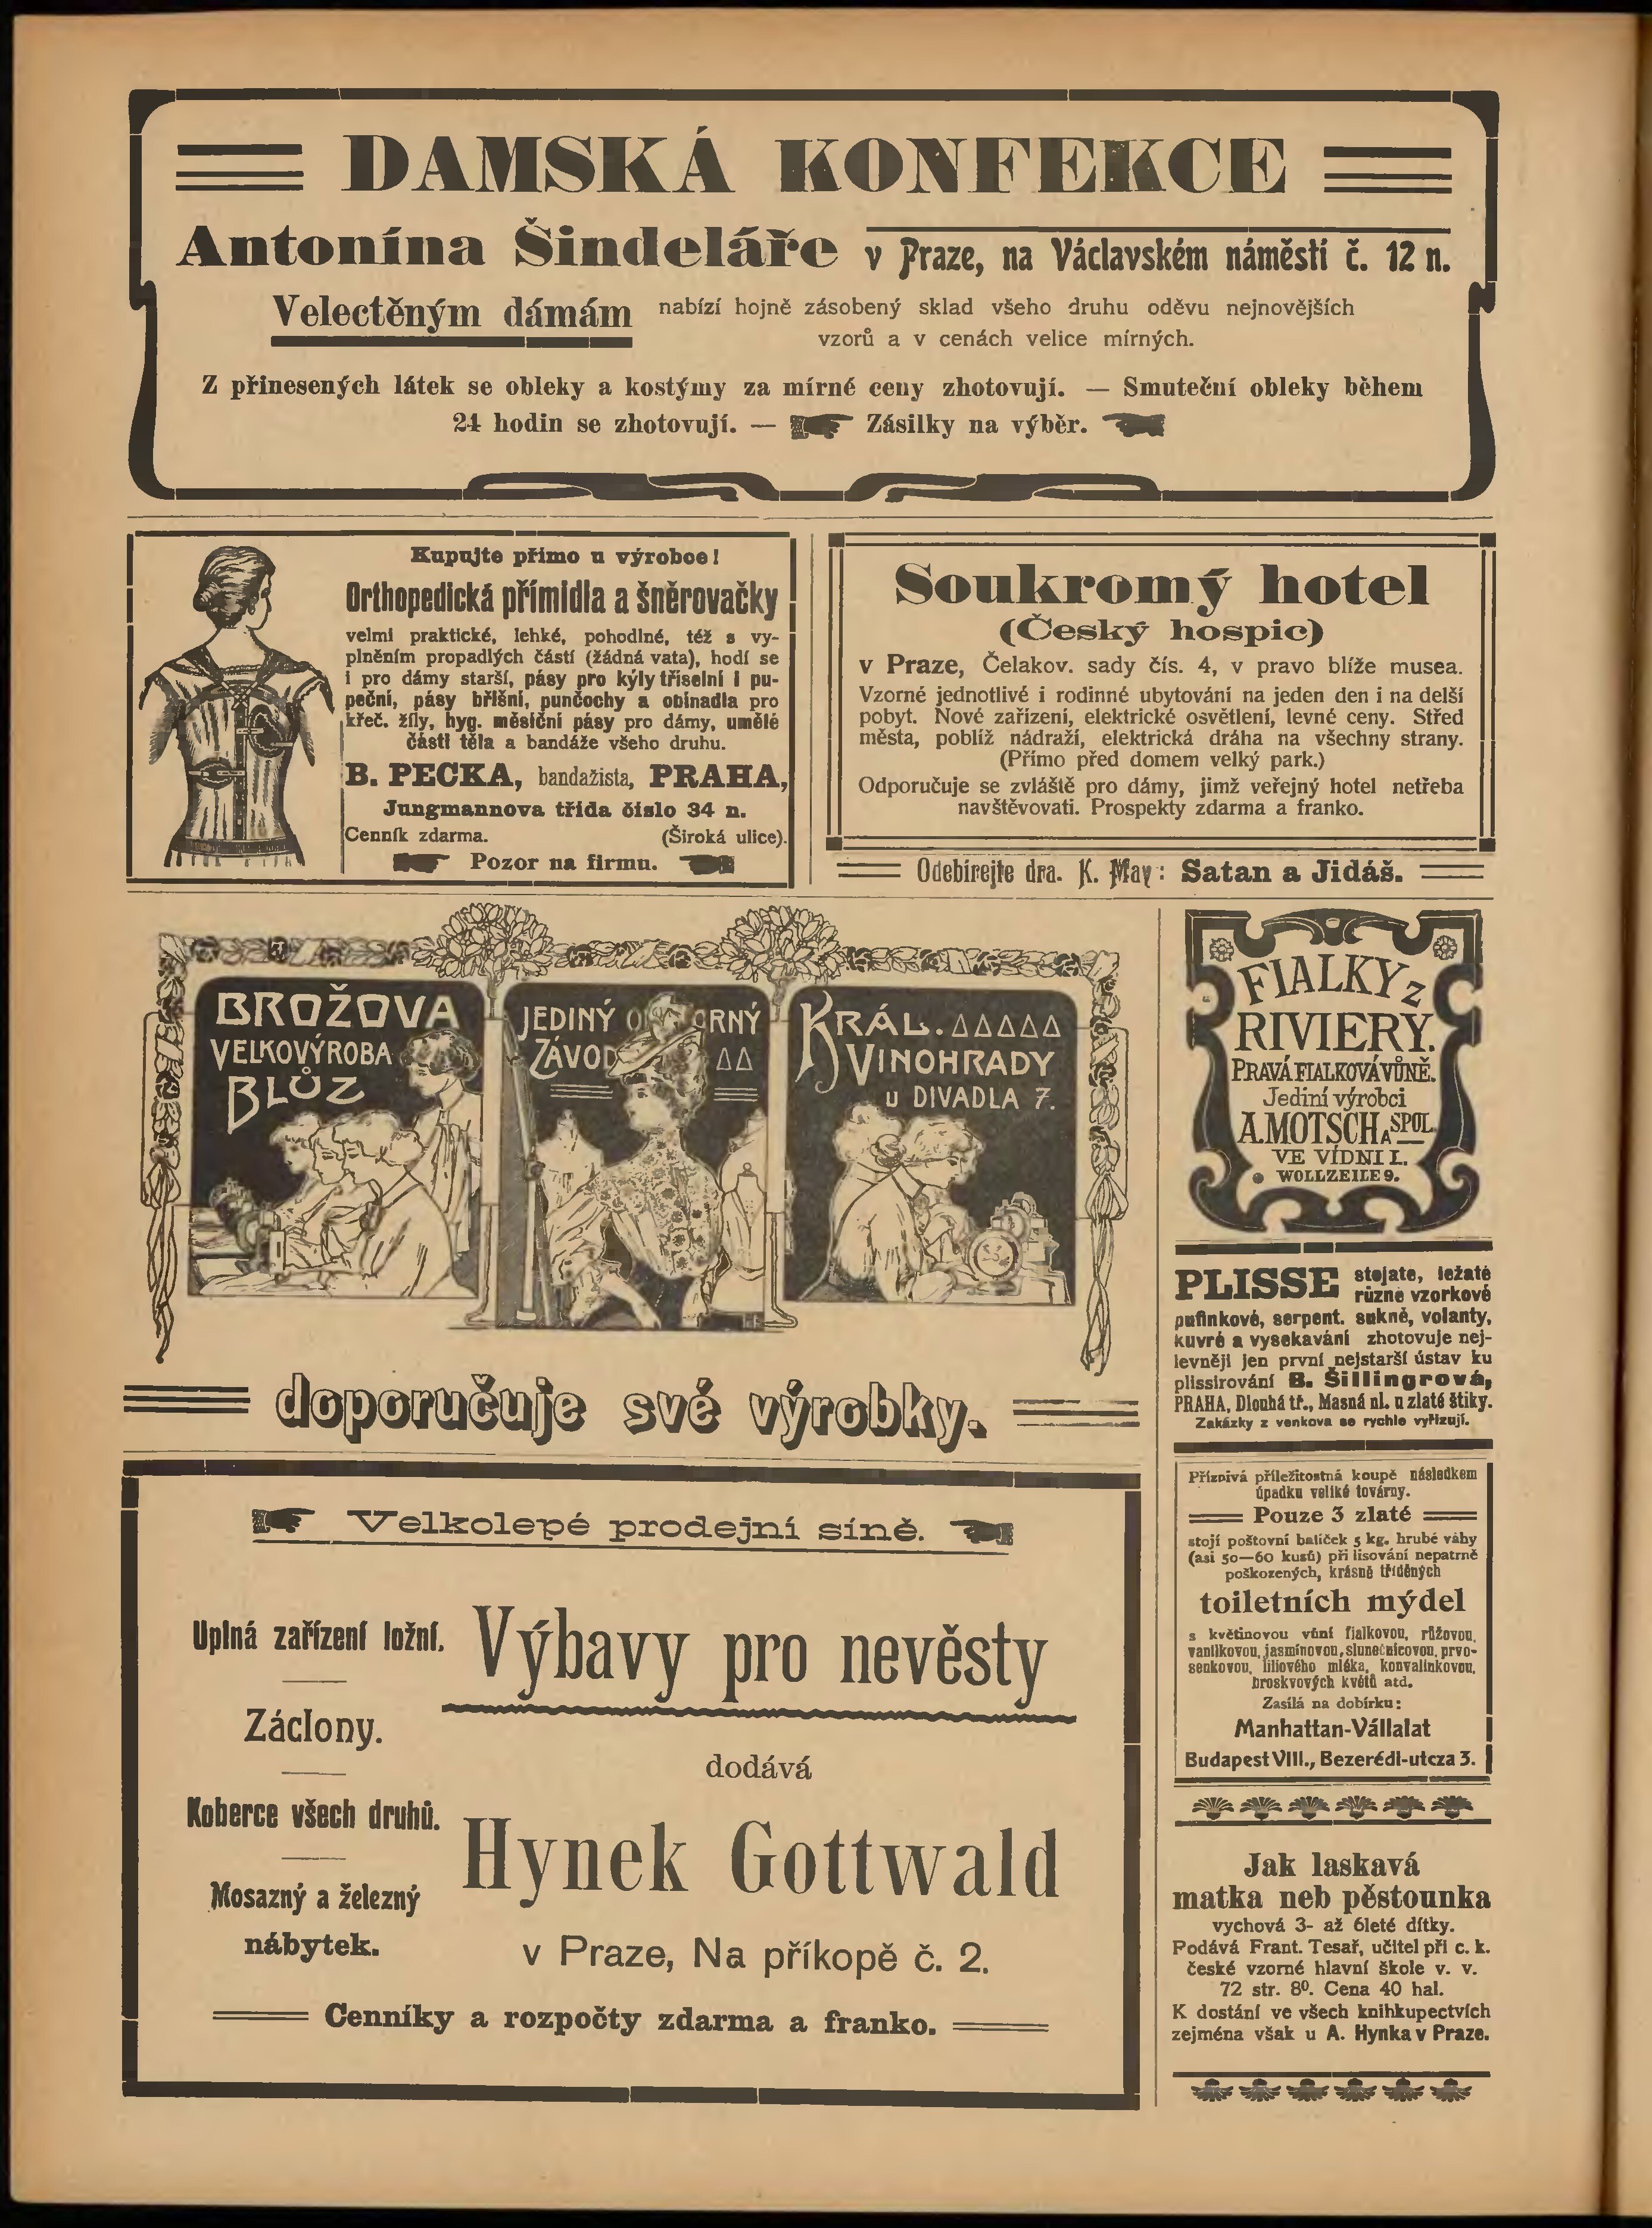 DAMSKÁ KONFEKCE
Antonína Šindeláře v Praze, na Václavském náměstí č. 12 n.
Velectěným dámám nabízí hojně zásobený sklad všeho druhu oděvu nejnovějších
vzorů a v cenách velice mírných.
Z přinesených látek se obleky a kostýmy za mírné ceny zhotovují. — Smuteční obleky během
24 hodin se zhotovují. — Zásilky na výběr.
Kupujte přímo u výrobce!
Orthopedická přímidla a šněrovačky
velmi praktické, lehké, pohodlné, též s vy-
plněním propadlých částí (žádná vata), hodí se
i pro dámy starší, pásy pro kýly tříselní i pu-
peční, pásy břišní, punčochy a obinadla pro
křeč. žíly, hyg. měsíční pásy pro dámy, umělé
části těla a bandáže všeho druhu.
B. PECKA, bandažista, PRAHA,
Jungmannova třída číslo 34 n.
Cenník zdarma. (Široká ulice).
Pozor na firmu.
Soukromý hotel
(Český hospic)
v Praze, Čelakov. sady čís. 4, v pravo blíže musea.
Vzorné jednotlivé i rodinné ubytování na jeden den i na delší
pobyt. Nové zařízení, elektrické osvětlení, levné ceny. Střed
města, poblíž nádraží, elektrická dráha na všechny strany.
(Přímo před domem velký park.)
Odporučuje se zvláště pro dámy, jimž veřejný hotel netřeba
navštěvovati. Prospekty zdarma a franko.
Odebírejte dra. K. May: Satan a Jidáš.
BROŽOVA
VELKOVÝROBA
BLŮZ
JEDINÝ
ZÁVOD
KRÁL.
VINOHRADY
U DIVADLA 7.
doporučuje své výrobky.
FIALKY Z
RIVIERY.
PRAVÁ FIALKOVÁ VŮNĚ.
Jediní výrobci
A. MOTSCH A SPOL.
VE VÍDNI I.
WOLLZEILE 9.
PLISSE stojate, ležaté
různé vzorkové
pufinkové, serpent. sukně, volanty,
kuvré a vysekavání zhotovuje nej-
levněji jen první nejstarší ústav ku
plissirování B. Šillingrová,
PRAHA, Dlouhá tř., Masná ul. u zlaté štiky.
Zakázky z venkova se rychle vyřizují.
Příznivá příležitostná koupě následkem
úpadku veliké továrny.
Pouze 3 zlaté
stojí poštovní balíček 5 kg. hrubé váhy
(asi 50—60 kusů) při lisování nepatrně
poškozených, krásně tříděných
toiletních mýdel
s květinovou vůní fialkovou, růžovou,
vanilkovou, jasmínovou, slunečnicovou, prvo-
senkovou, liliového mléka, konvalinkovou,
broskvových květů atd.
Zasílá na dobírku:
Manhattan-Vállalat
Budapest VIII., Bezerédi-utcza 3.
Velkolepé prodejní síně.
Uplná zařízení ložní.
Záclony.
Koberce všech druhů.
Mosazný a železný
nábytek.
Výbavy pro nevěsty
dodává
Hynek Gottwald
v Praze, Na příkopě č. 2.
Cenníky a rozpočty zdarma a franko.
Jak laskavá
matka neb pěstounka
vychová 3- až 6leté dítky.
Podává Frant. Tesař, učitel při c. k.
české vzorné hlavní škole v. v.
72 str. 8⁰. Cena 40 hal.
K dostání ve všech knihkupectvích
zejména však u A. Hynka v Praze.